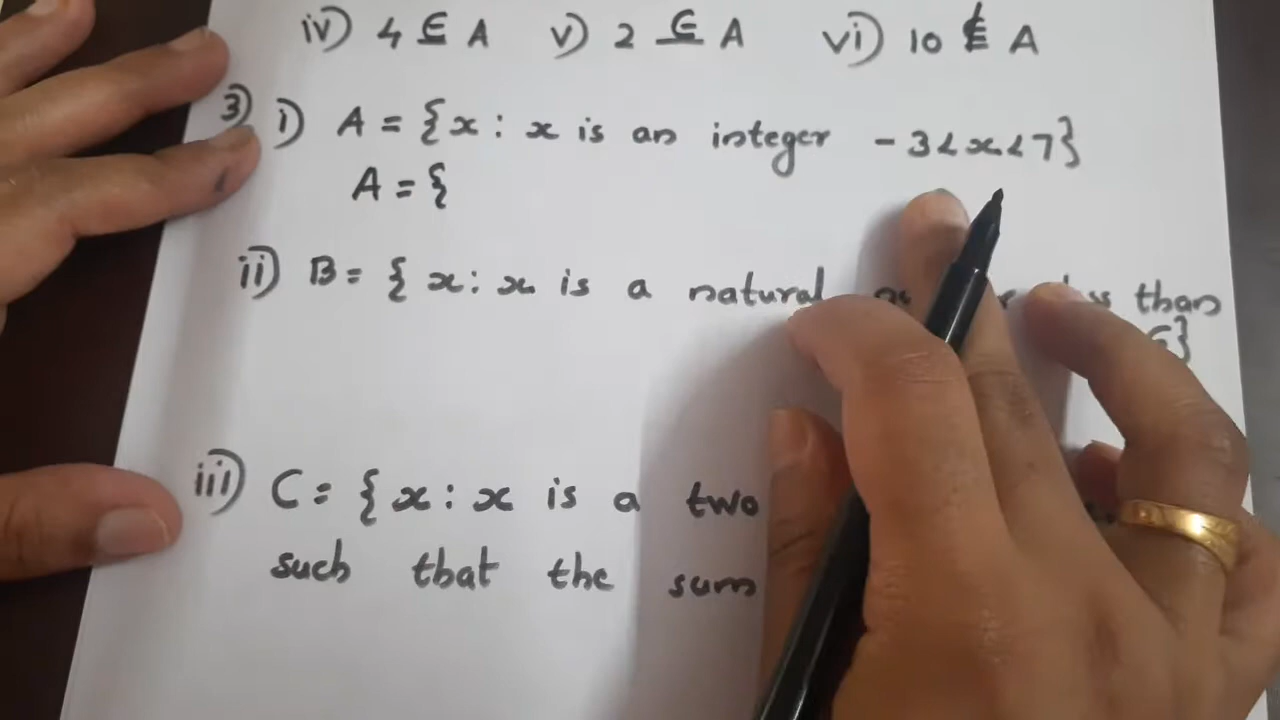 iv) 4 ∈ A v) 2 ∈ A vi) 10 ∉ A
3) i) A = {x : x is an integer -3 < x < 7}
A = {
ii) B = { x : x is a natural than
6}
iii) C = {x : x is a two
such that the sum